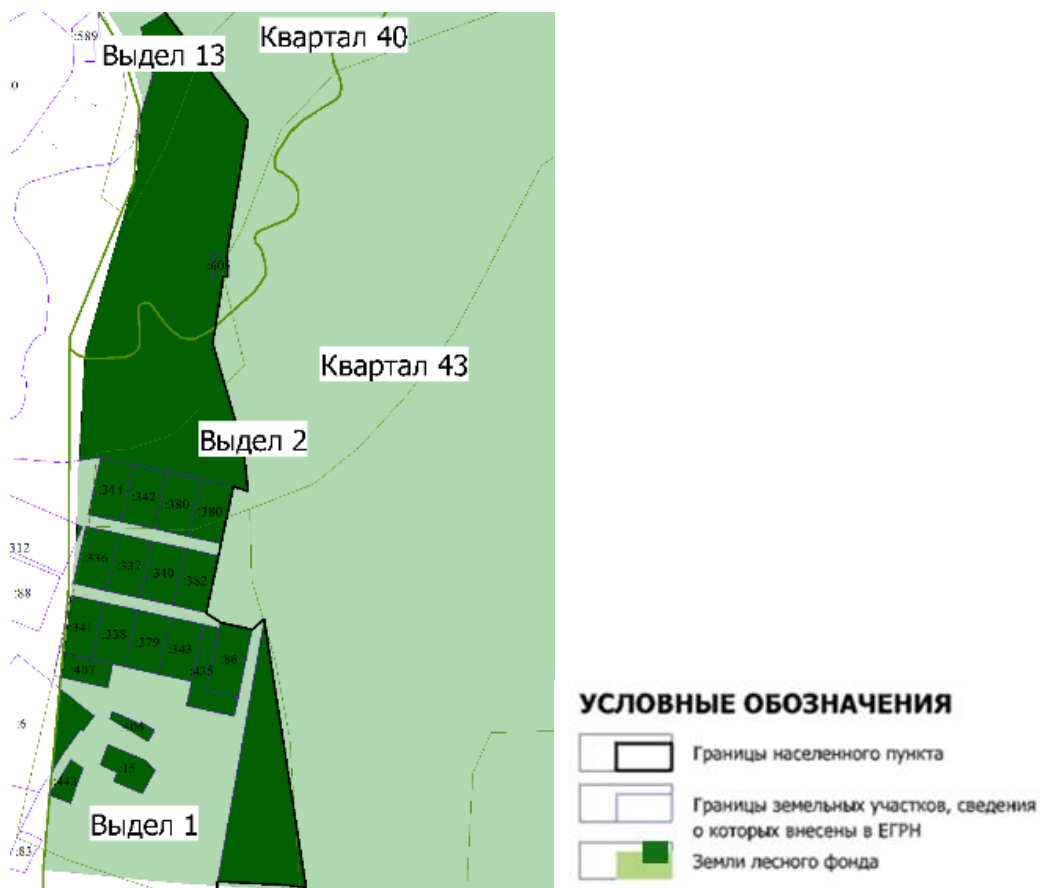 :589
Выдел 13
Квартал 40
:605
Квартал 43
Выдел 2
:344
:342
:380
:380
312
:336
:337
:340
:382
:88
:341
:338
:379
:343
:86
:407
:435
:6
:15
:443
Выдел 1
:83
УСЛОВНЫЕ ОБОЗНАЧЕНИЯ
Границы населенного пункта
Границы земельных участков, сведения
о которых внесены в ЕГРН
Земли лесного фонда